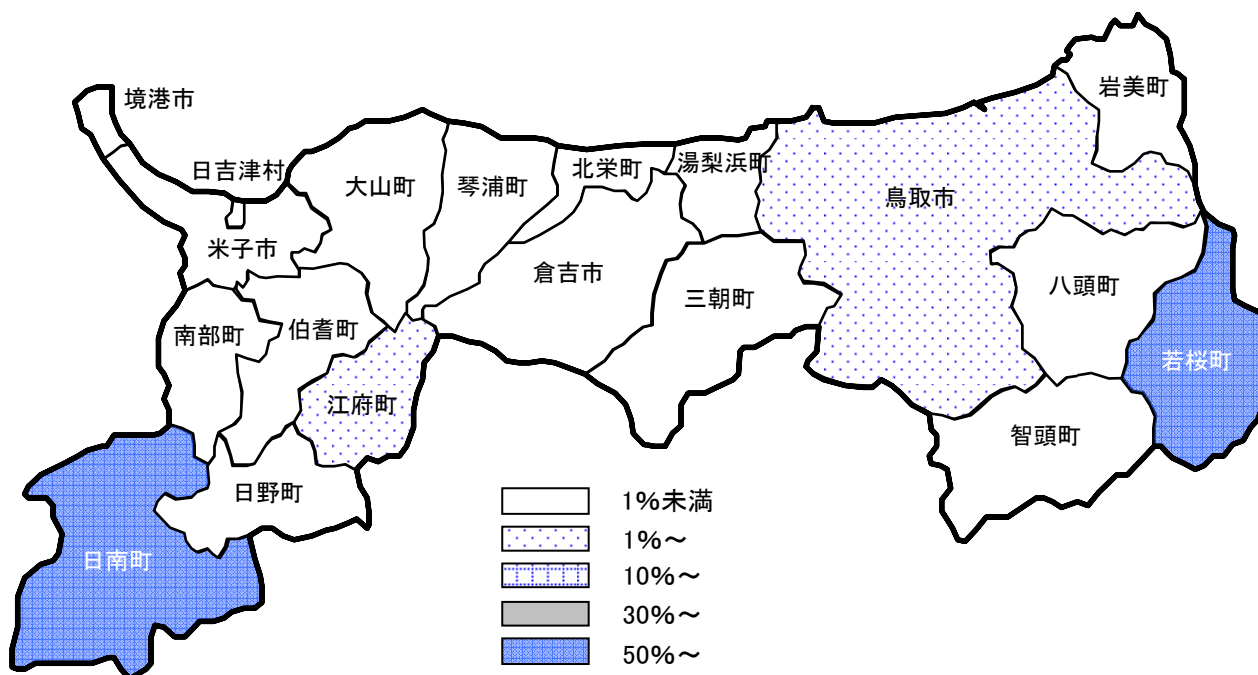 岩美町
境港市
日吉津村
大山町
琴浦町
北栄町
湯梨浜町
鳥取市
米子市
倉吉市
三朝町
八頭町
南部町
伯耆町
若桜町
江府町
智頭町
日野町
日南町
1%未満
1%～
10%～
30%～
50%～